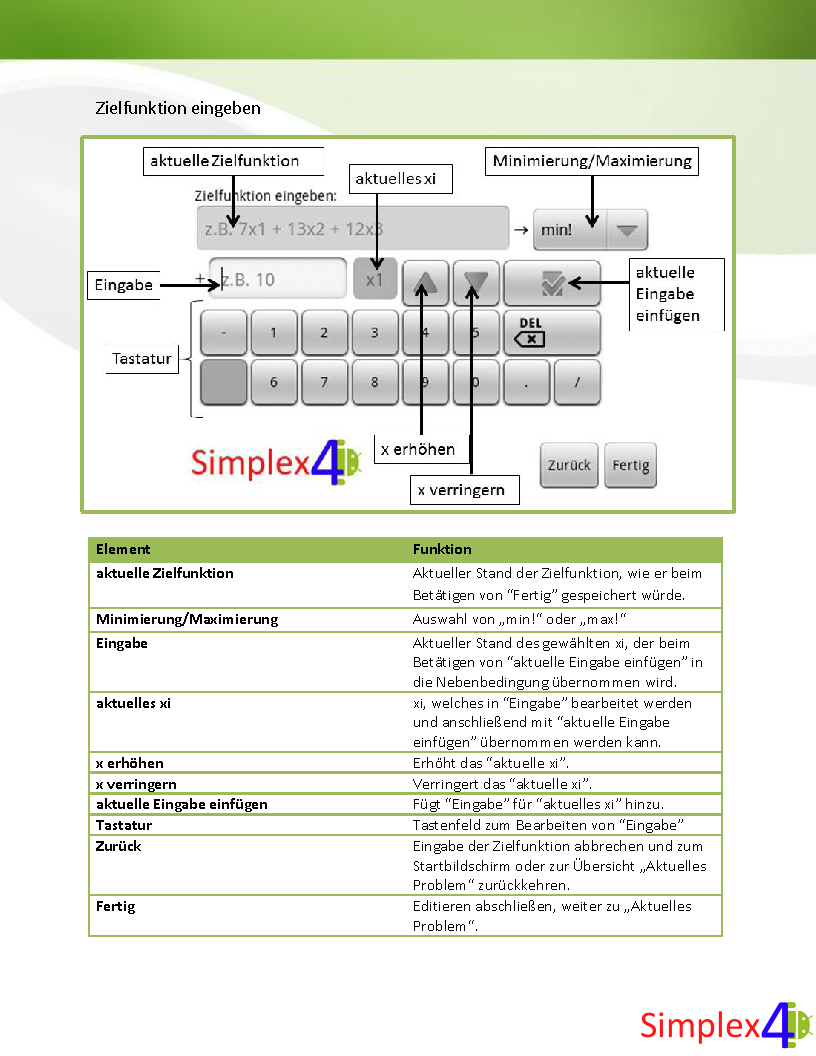 Zielfunktion eingeben
aktuelle Zielfunktion
Minimierung/Maximierung
aktuelles xi
Zielfunktion eingeben:
z.B. 7x1 + 13x2 + 12x3
→
min!
Eingabe
+
z.B. 10
x1
aktuelle
Eingabe
einfügen
Tastatur
- 1 2 3 4 5 DEL
6 7 8 9 0 . /
x erhöhen
Simplex4
Zurück
Fertig
x verringern
Element Funktion
aktuelle Zielfunktion Aktueller Stand der Zielfunktion, wie er beim
Betätigen von “Fertig” gespeichert würde.
Minimierung/Maximierung Auswahl von „min!“ oder „max!“
Eingabe Aktueller Stand des gewählten xi, der beim
Betätigen von “aktuelle Eingabe einfügen” in
die Nebenbedingung übernommen wird.
aktuelles xi xi, welches in “Eingabe” bearbeitet werden
und anschließend mit “aktuelle Eingabe
einfügen” übernommen werden kann.
x erhöhen Erhöht das “aktuelle xi”.
x verringern Verringert das “aktuelle xi”.
aktuelle Eingabe einfügen Fügt “Eingabe” für “aktuelles xi” hinzu.
Tastatur Tastenfeld zum Bearbeiten von “Eingabe”
Zurück Eingabe der Zielfunktion abbrechen und zum
Startbildschirm oder zur Übersicht „Aktuelles
Problem“ zurückkehren.
Fertig Editieren abschließen, weiter zu „Aktuelles
Problem“.
Simplex4